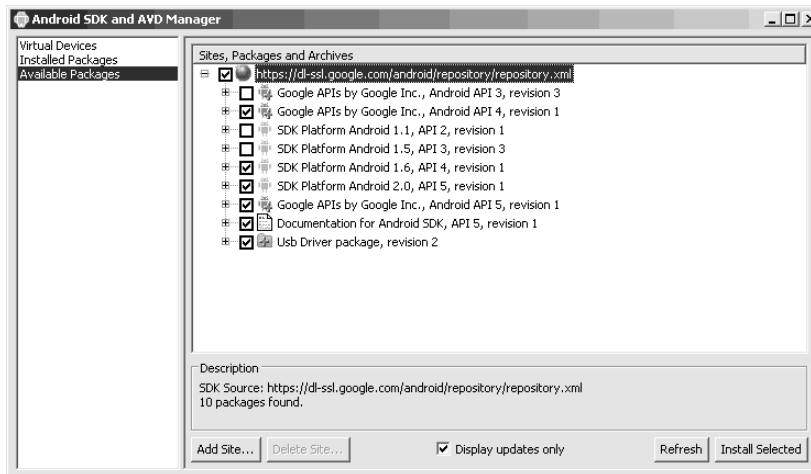 Android SDK and AVD Manager
Virtual Devices
Installed Packages
Available Packages
Sites, Packages and Archives
https://dl-ssl.google.com/android/repository/repository.xml
Google APIs by Google Inc., Android API 3, revision 3
Google APIs by Google Inc., Android API 4, revision 1
SDK Platform Android 1.1, API 2, revision 1
SDK Platform Android 1.5, API 3, revision 3
SDK Platform Android 1.6, API 4, revision 1
SDK Platform Android 2.0, API 5, revision 1
Google APIs by Google Inc., Android API 5, revision 1
Documentation for Android SDK, API 5, revision 1
Usb Driver package, revision 2
Description
SDK Source: https://dl-ssl.google.com/android/repository/repository.xml
10 packages found.
Add Site... Delete Site... Display updates only Refresh Install Selected